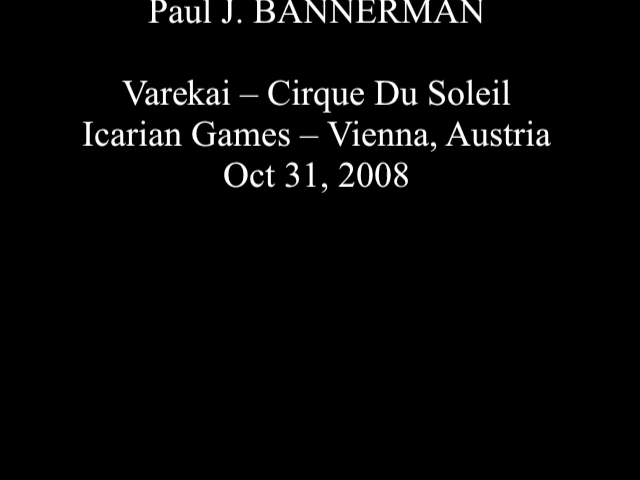 Paul J. BANNERMAN
Varekai – Cirque Du Soleil
Icarian Games – Vienna, Austria
Oct 31, 2008